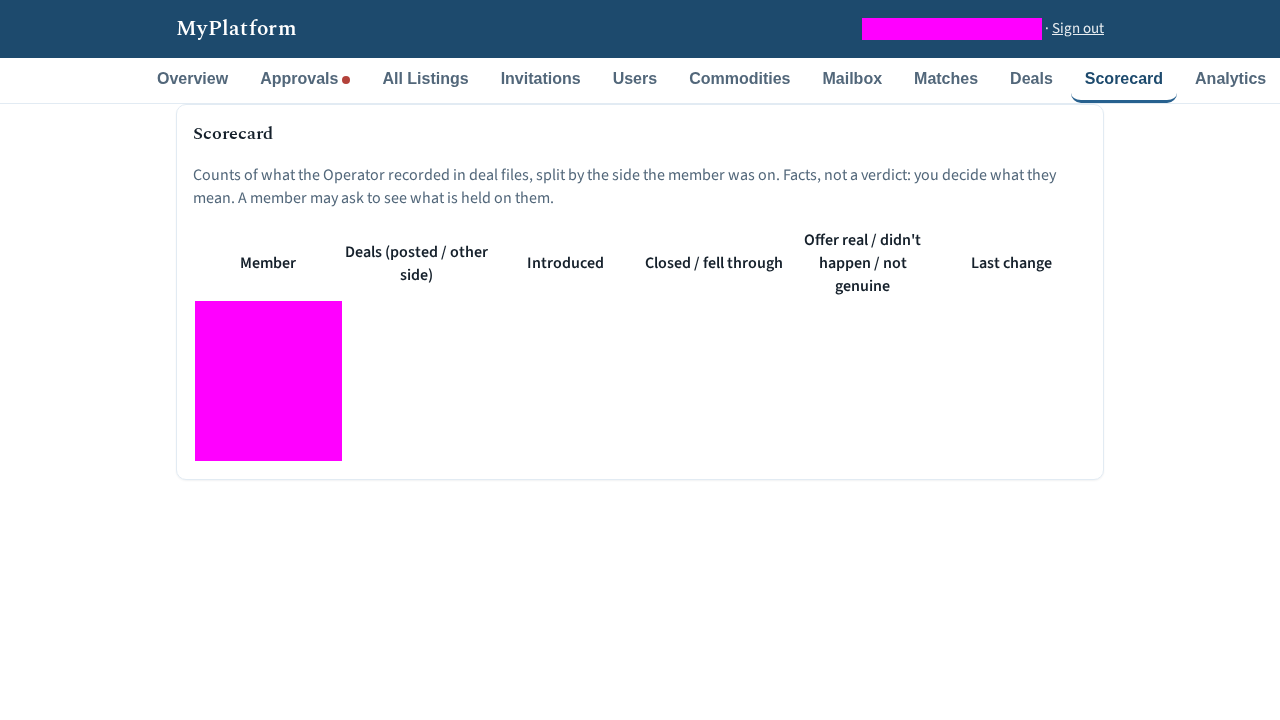 MyPlatform
· Sign out
Overview
Approvals
All Listings
Invitations
Users
Commodities
Mailbox
Matches
Deals
Scorecard
Analytics
Scorecard
Counts of what the Operator recorded in deal files, split by the side the member was on. Facts, not a verdict: you decide what they
mean. A member may ask to see what is held on them.
Member
Deals (posted / other
side)
Introduced
Closed / fell through
Offer real / didn't
happen / not
genuine
Last change